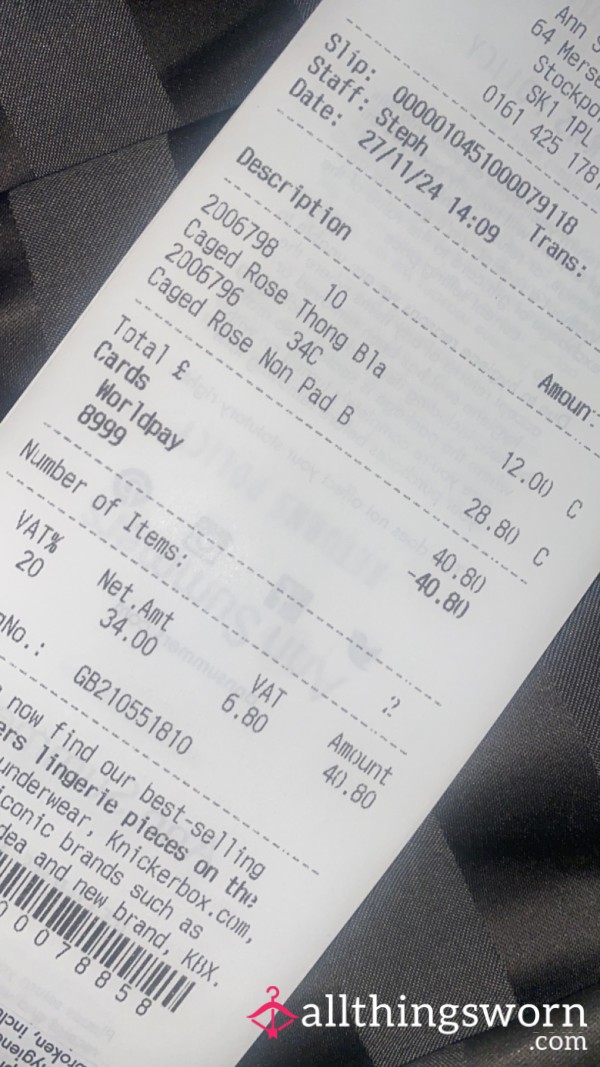 Ann
64 Merse
Stockpo
SK1 1PL
0161 425 178
Slip: 0000010451000079118
Staff: Steph Trans:
Date: 27/11/24 14:09
Description Amoun
2006798 10
Caged Rose Thong Bla 12.00 C
2006796 34C
Caged Rose Non Pad B 28.80 C
Total £ 40.80
Cards -40.80
Worldpay
8999
Number of Items: 2
VAT% Net.Amt VAT Amount
20 34.00 6.80 40.80
No.: GB210551810
now find our best-selling
ers lingerie pieces on the
underwear, Knickerbox.com,
iconic brands such as
dea and new brand, KBX.
0078858
allthingsworn
.com